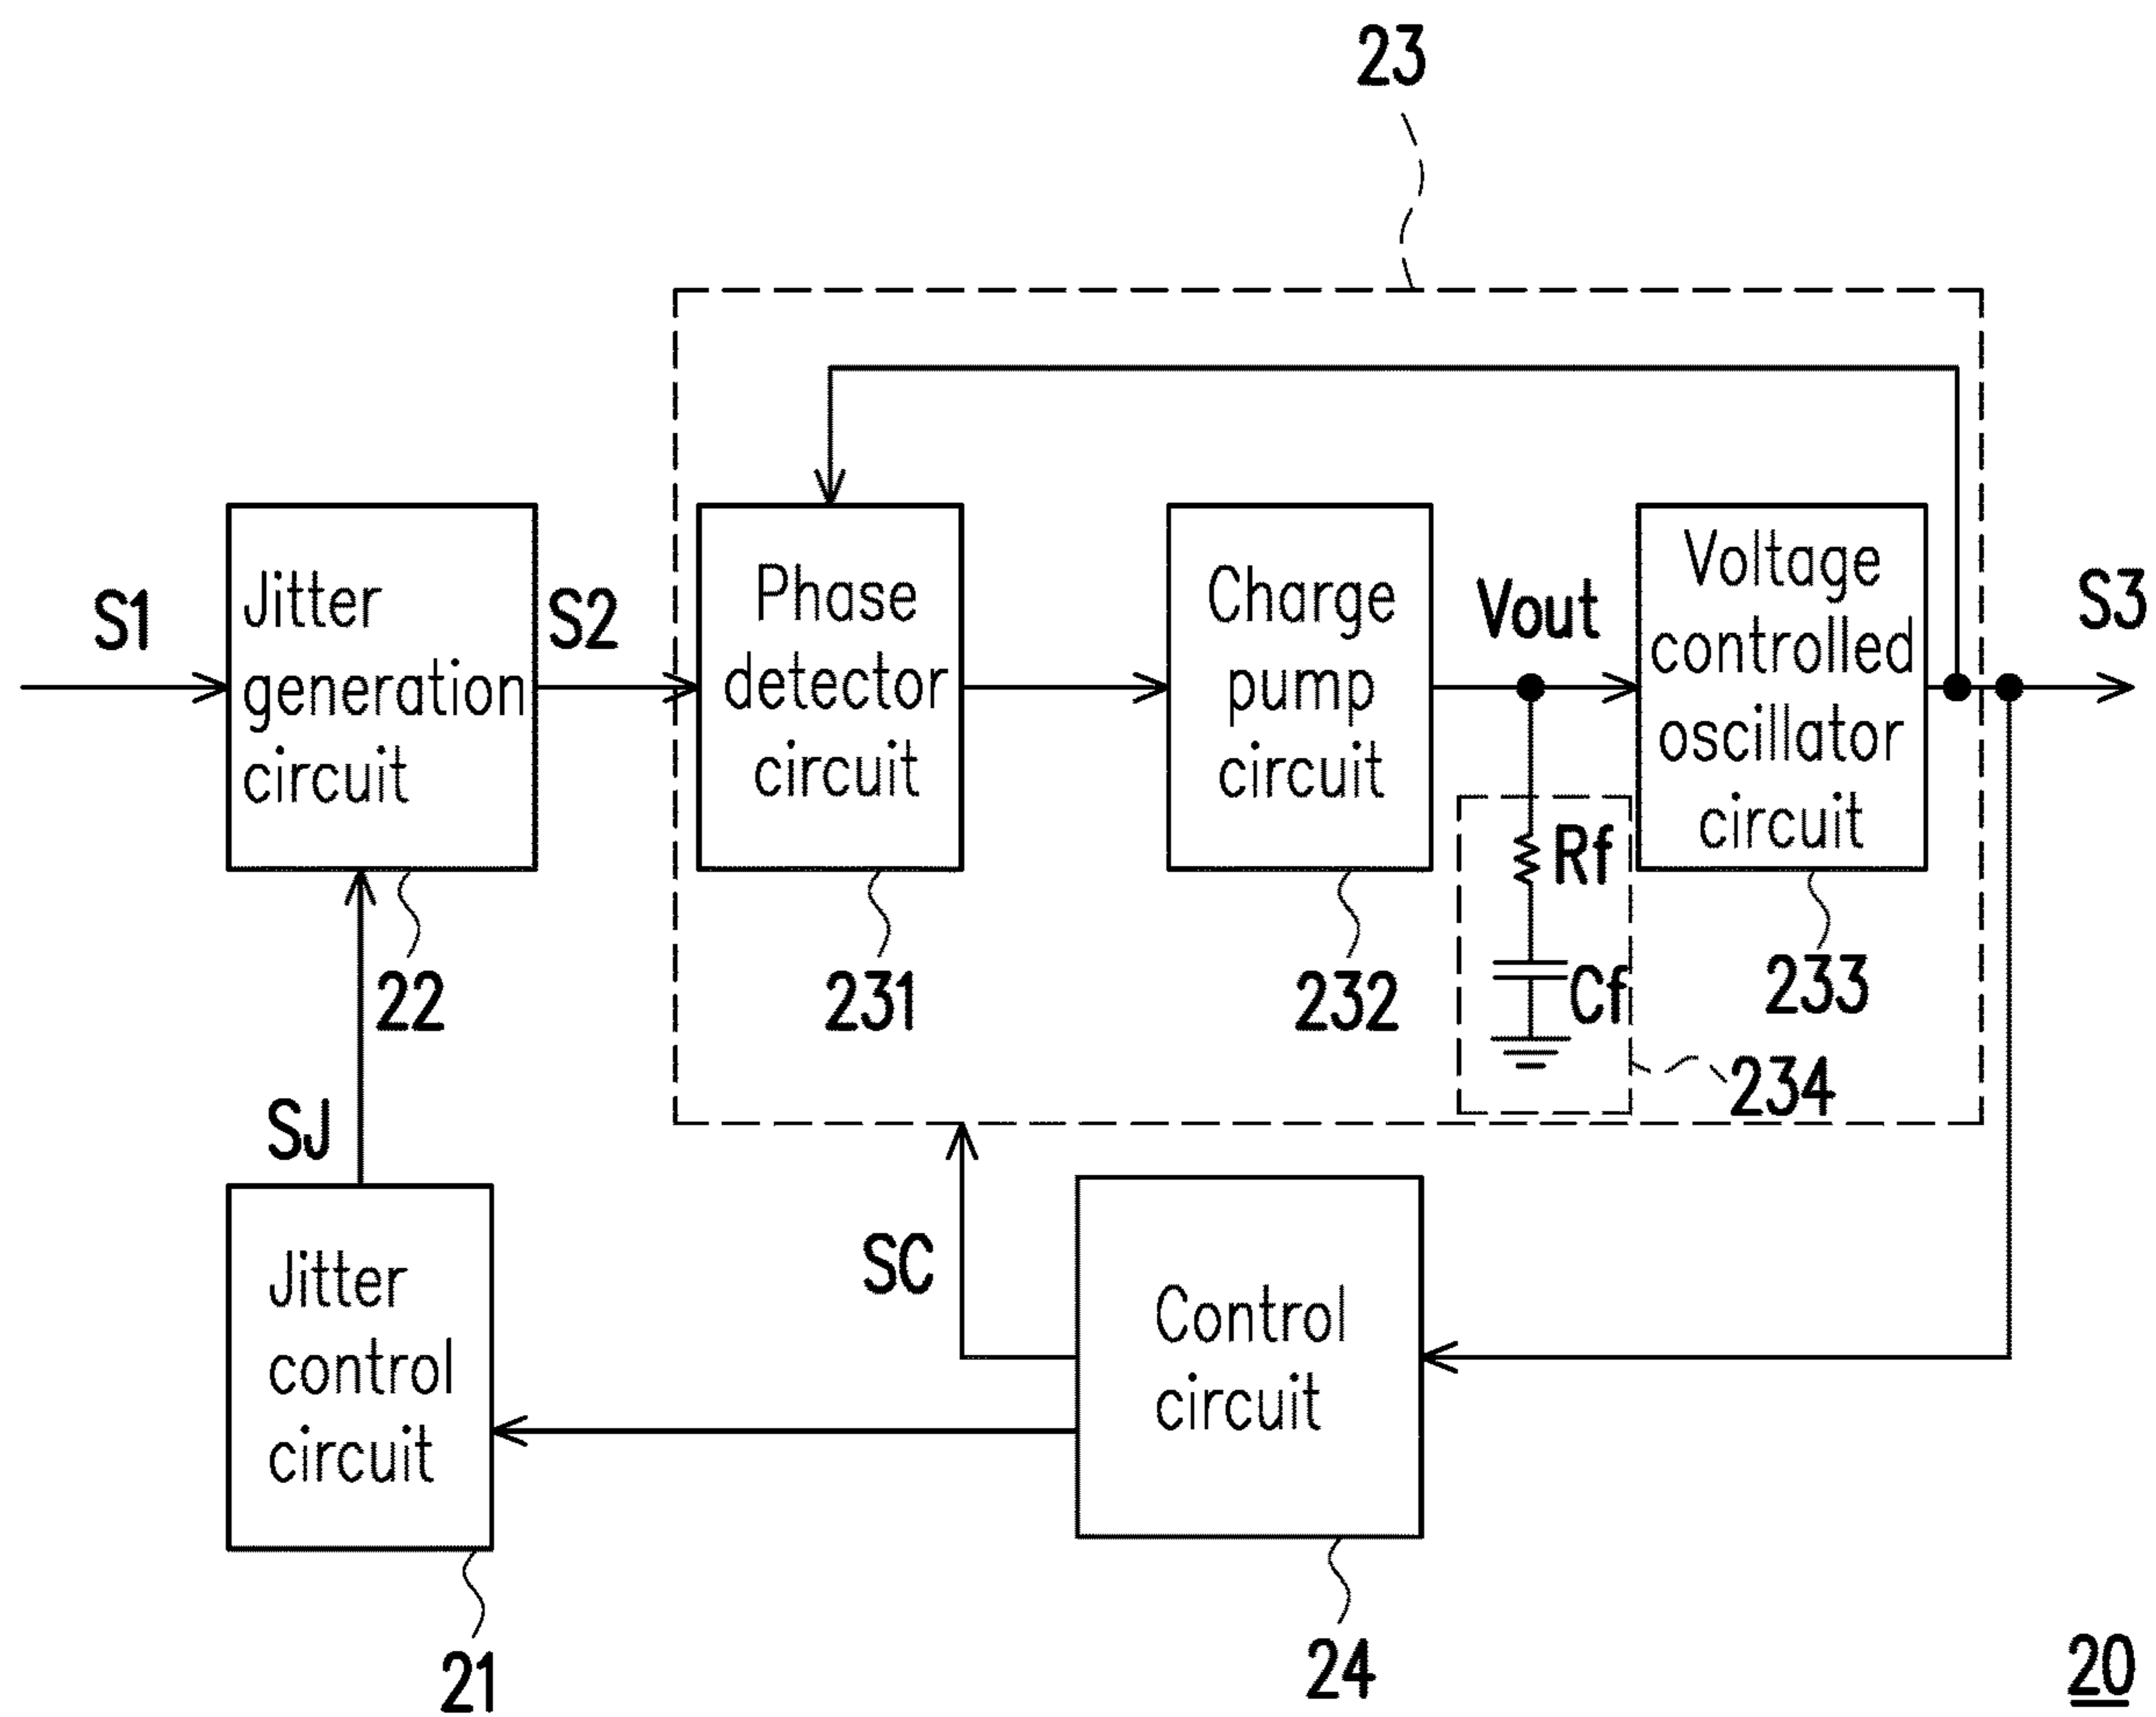 23
S1
Jitter
generation
circuit
S2
Phase
detector
circuit
Charge
pump
circuit
Vout
Voltage
controlled
oscillator
circuit
S3
Rf
Cf
22
231
232
233
234
SJ
SC
Jitter
control
circuit
Control
circuit
21
24
20